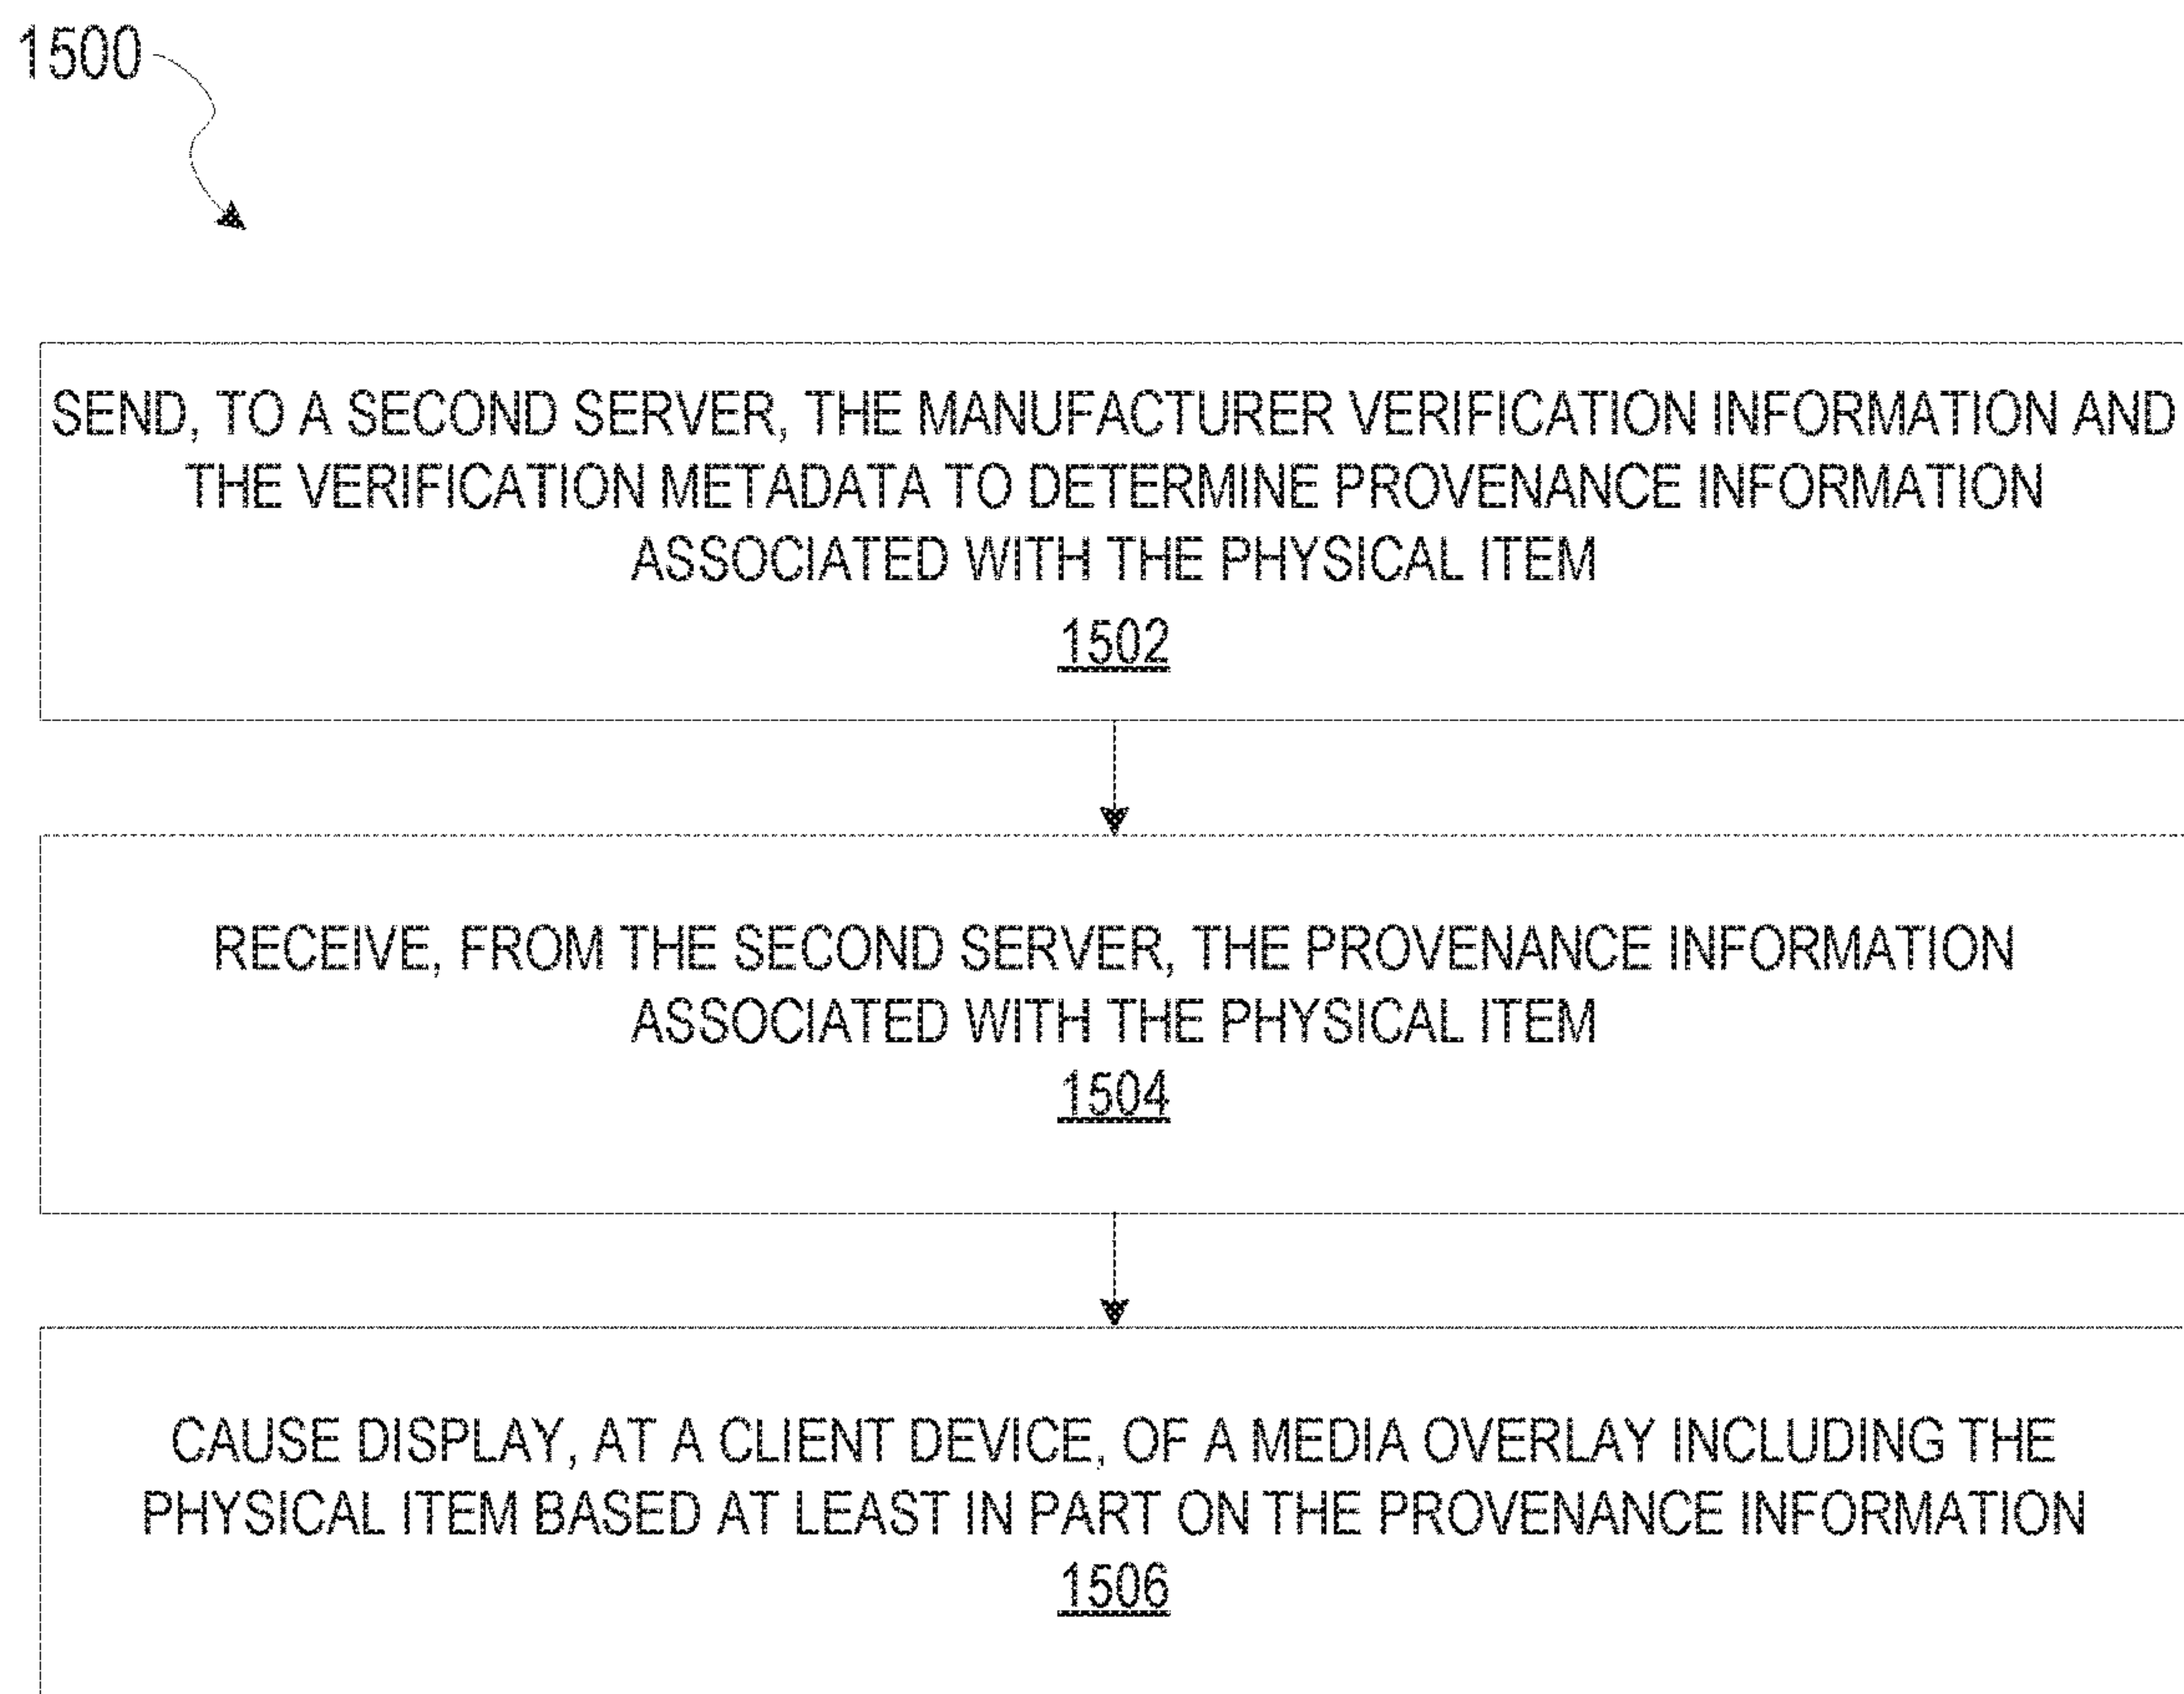 1500
SEND, TO A SECOND SERVER, THE MANUFACTURER VERIFICATION INFORMATION AND
THE VERIFICATION METADATA TO DETERMINE PROVENANCE INFORMATION
ASSOCIATED WITH THE PHYSICAL ITEM
1502
RECEIVE, FROM THE SECOND SERVER, THE PROVENANCE INFORMATION
ASSOCIATED WITH THE PHYSICAL ITEM
1504
CAUSE DISPLAY, AT A CLIENT DEVICE, OF A MEDIA OVERLAY INCLUDING THE
PHYSICAL ITEM BASED AT LEAST IN PART ON THE PROVENANCE INFORMATION
1506